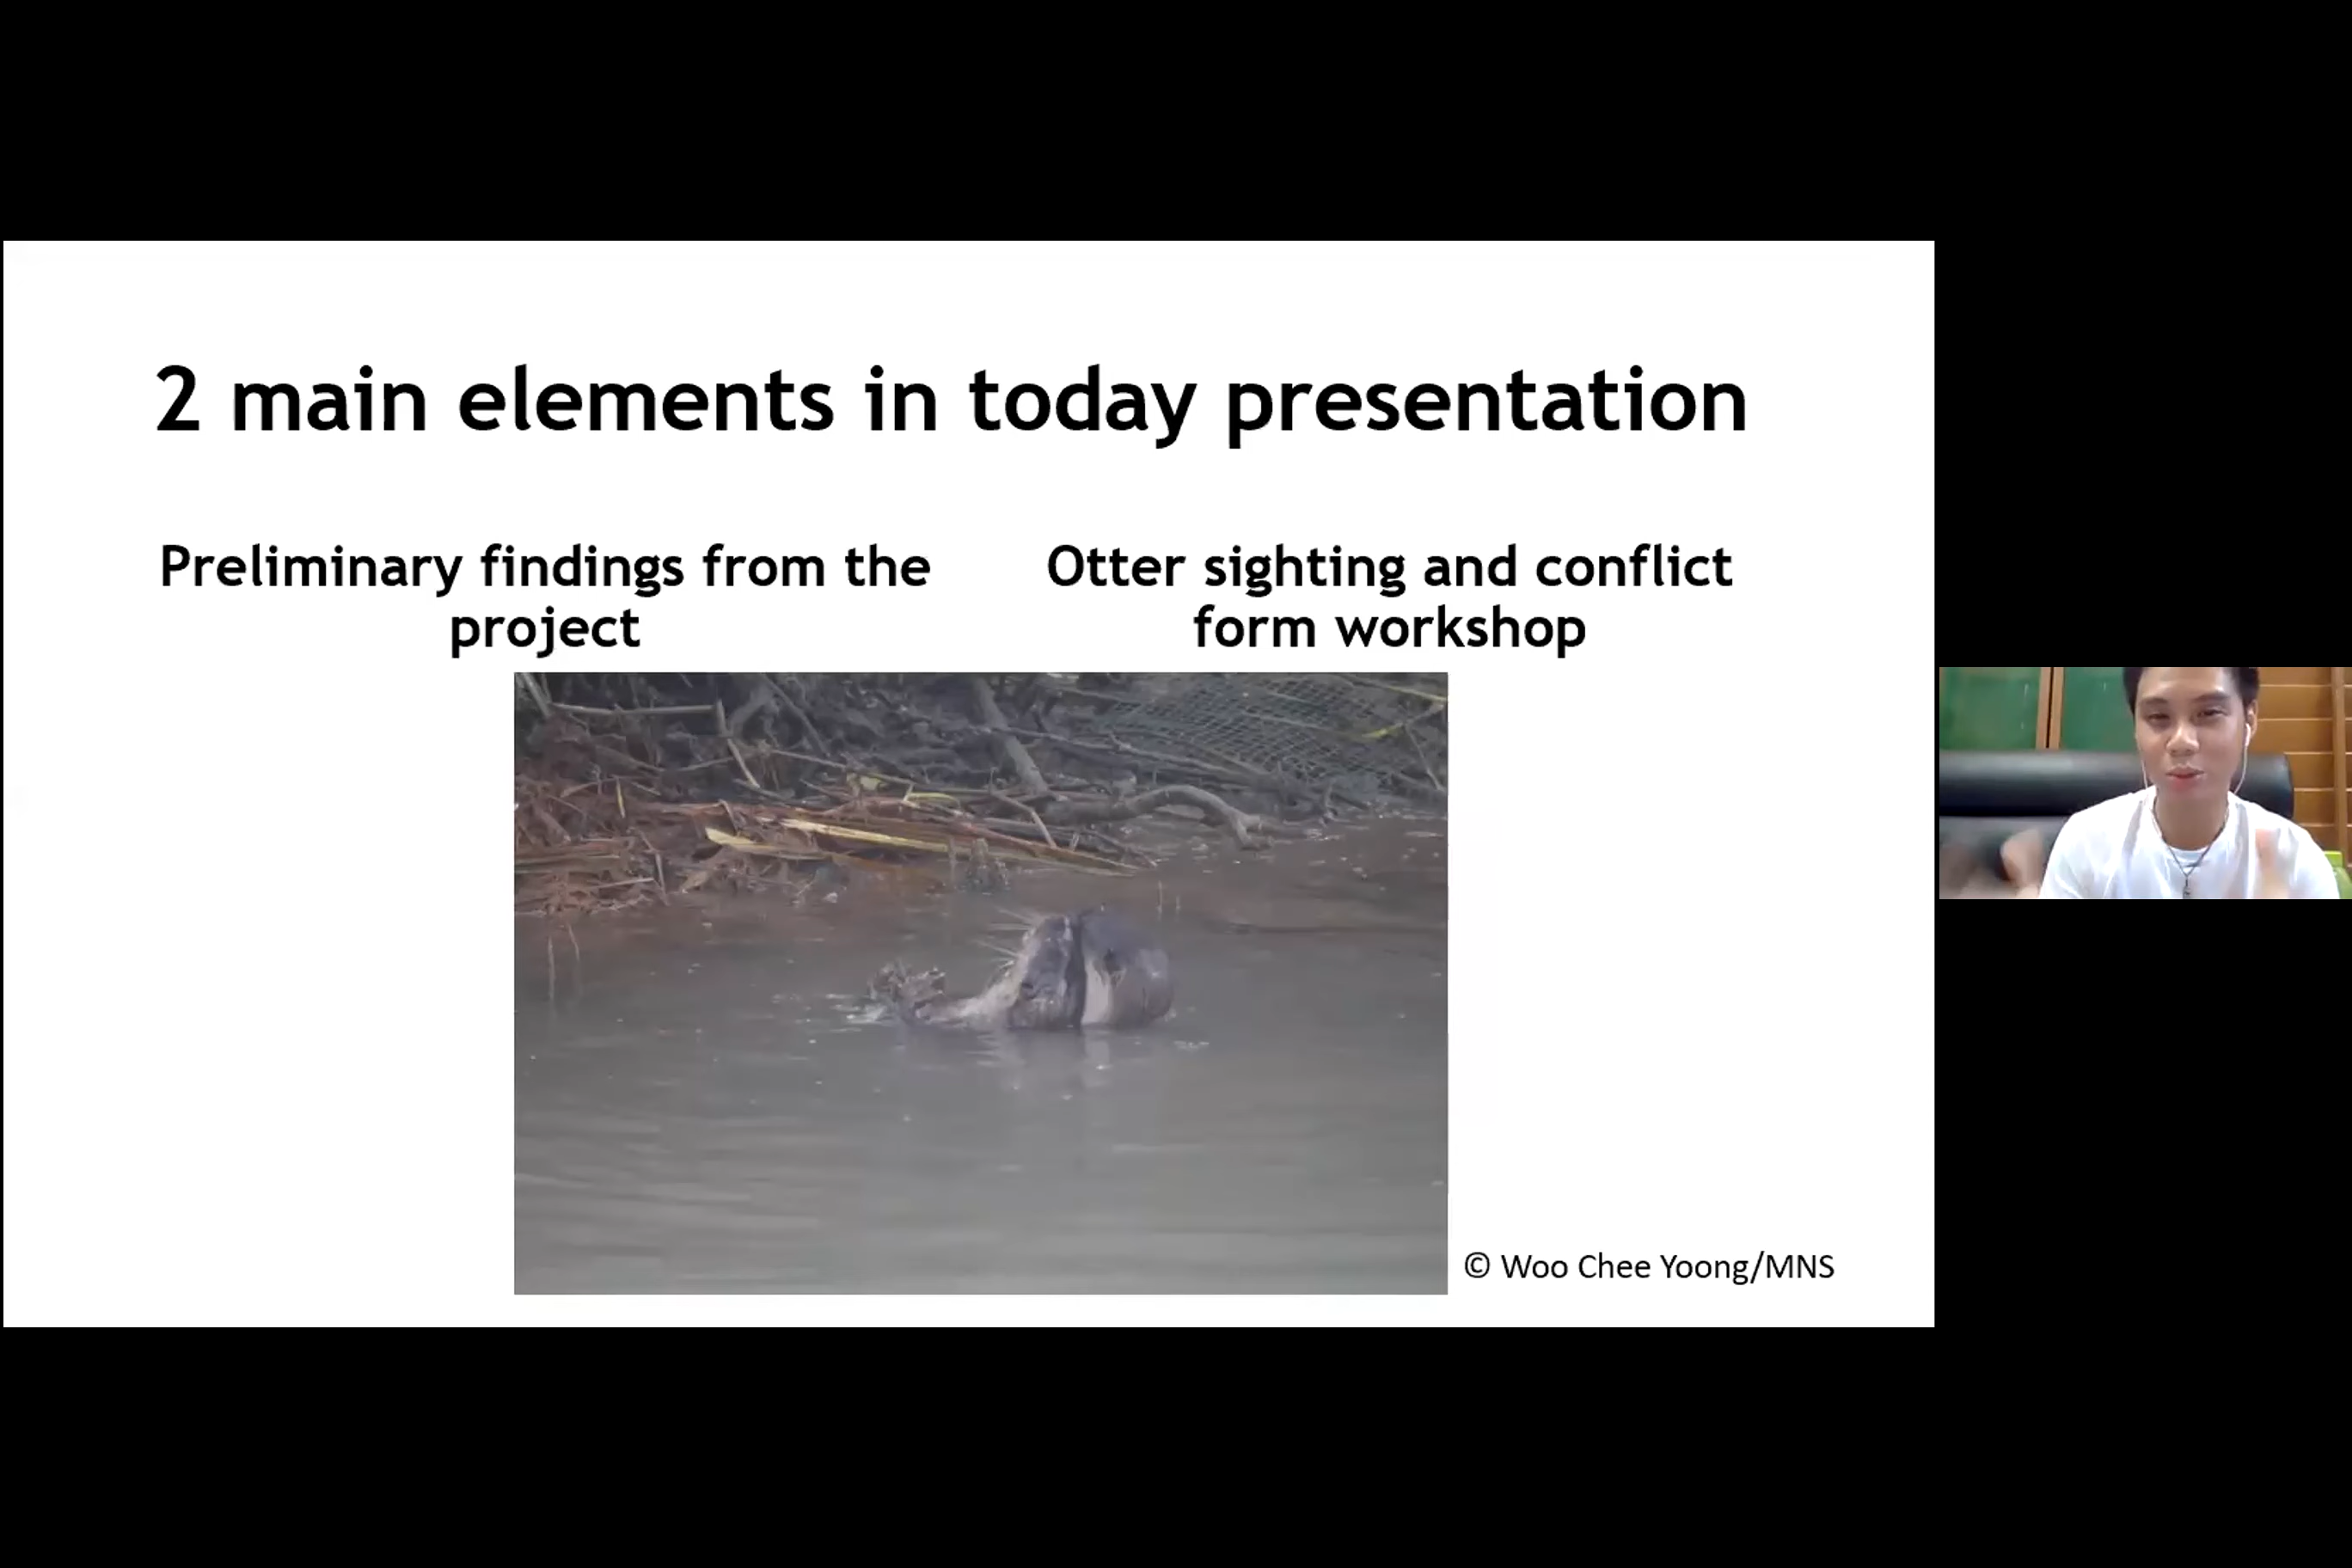 2 main elements in today presentation
Preliminary findings from the
project
Otter sighting and conflict
form workshop
© Woo Chee Yoong/MNS